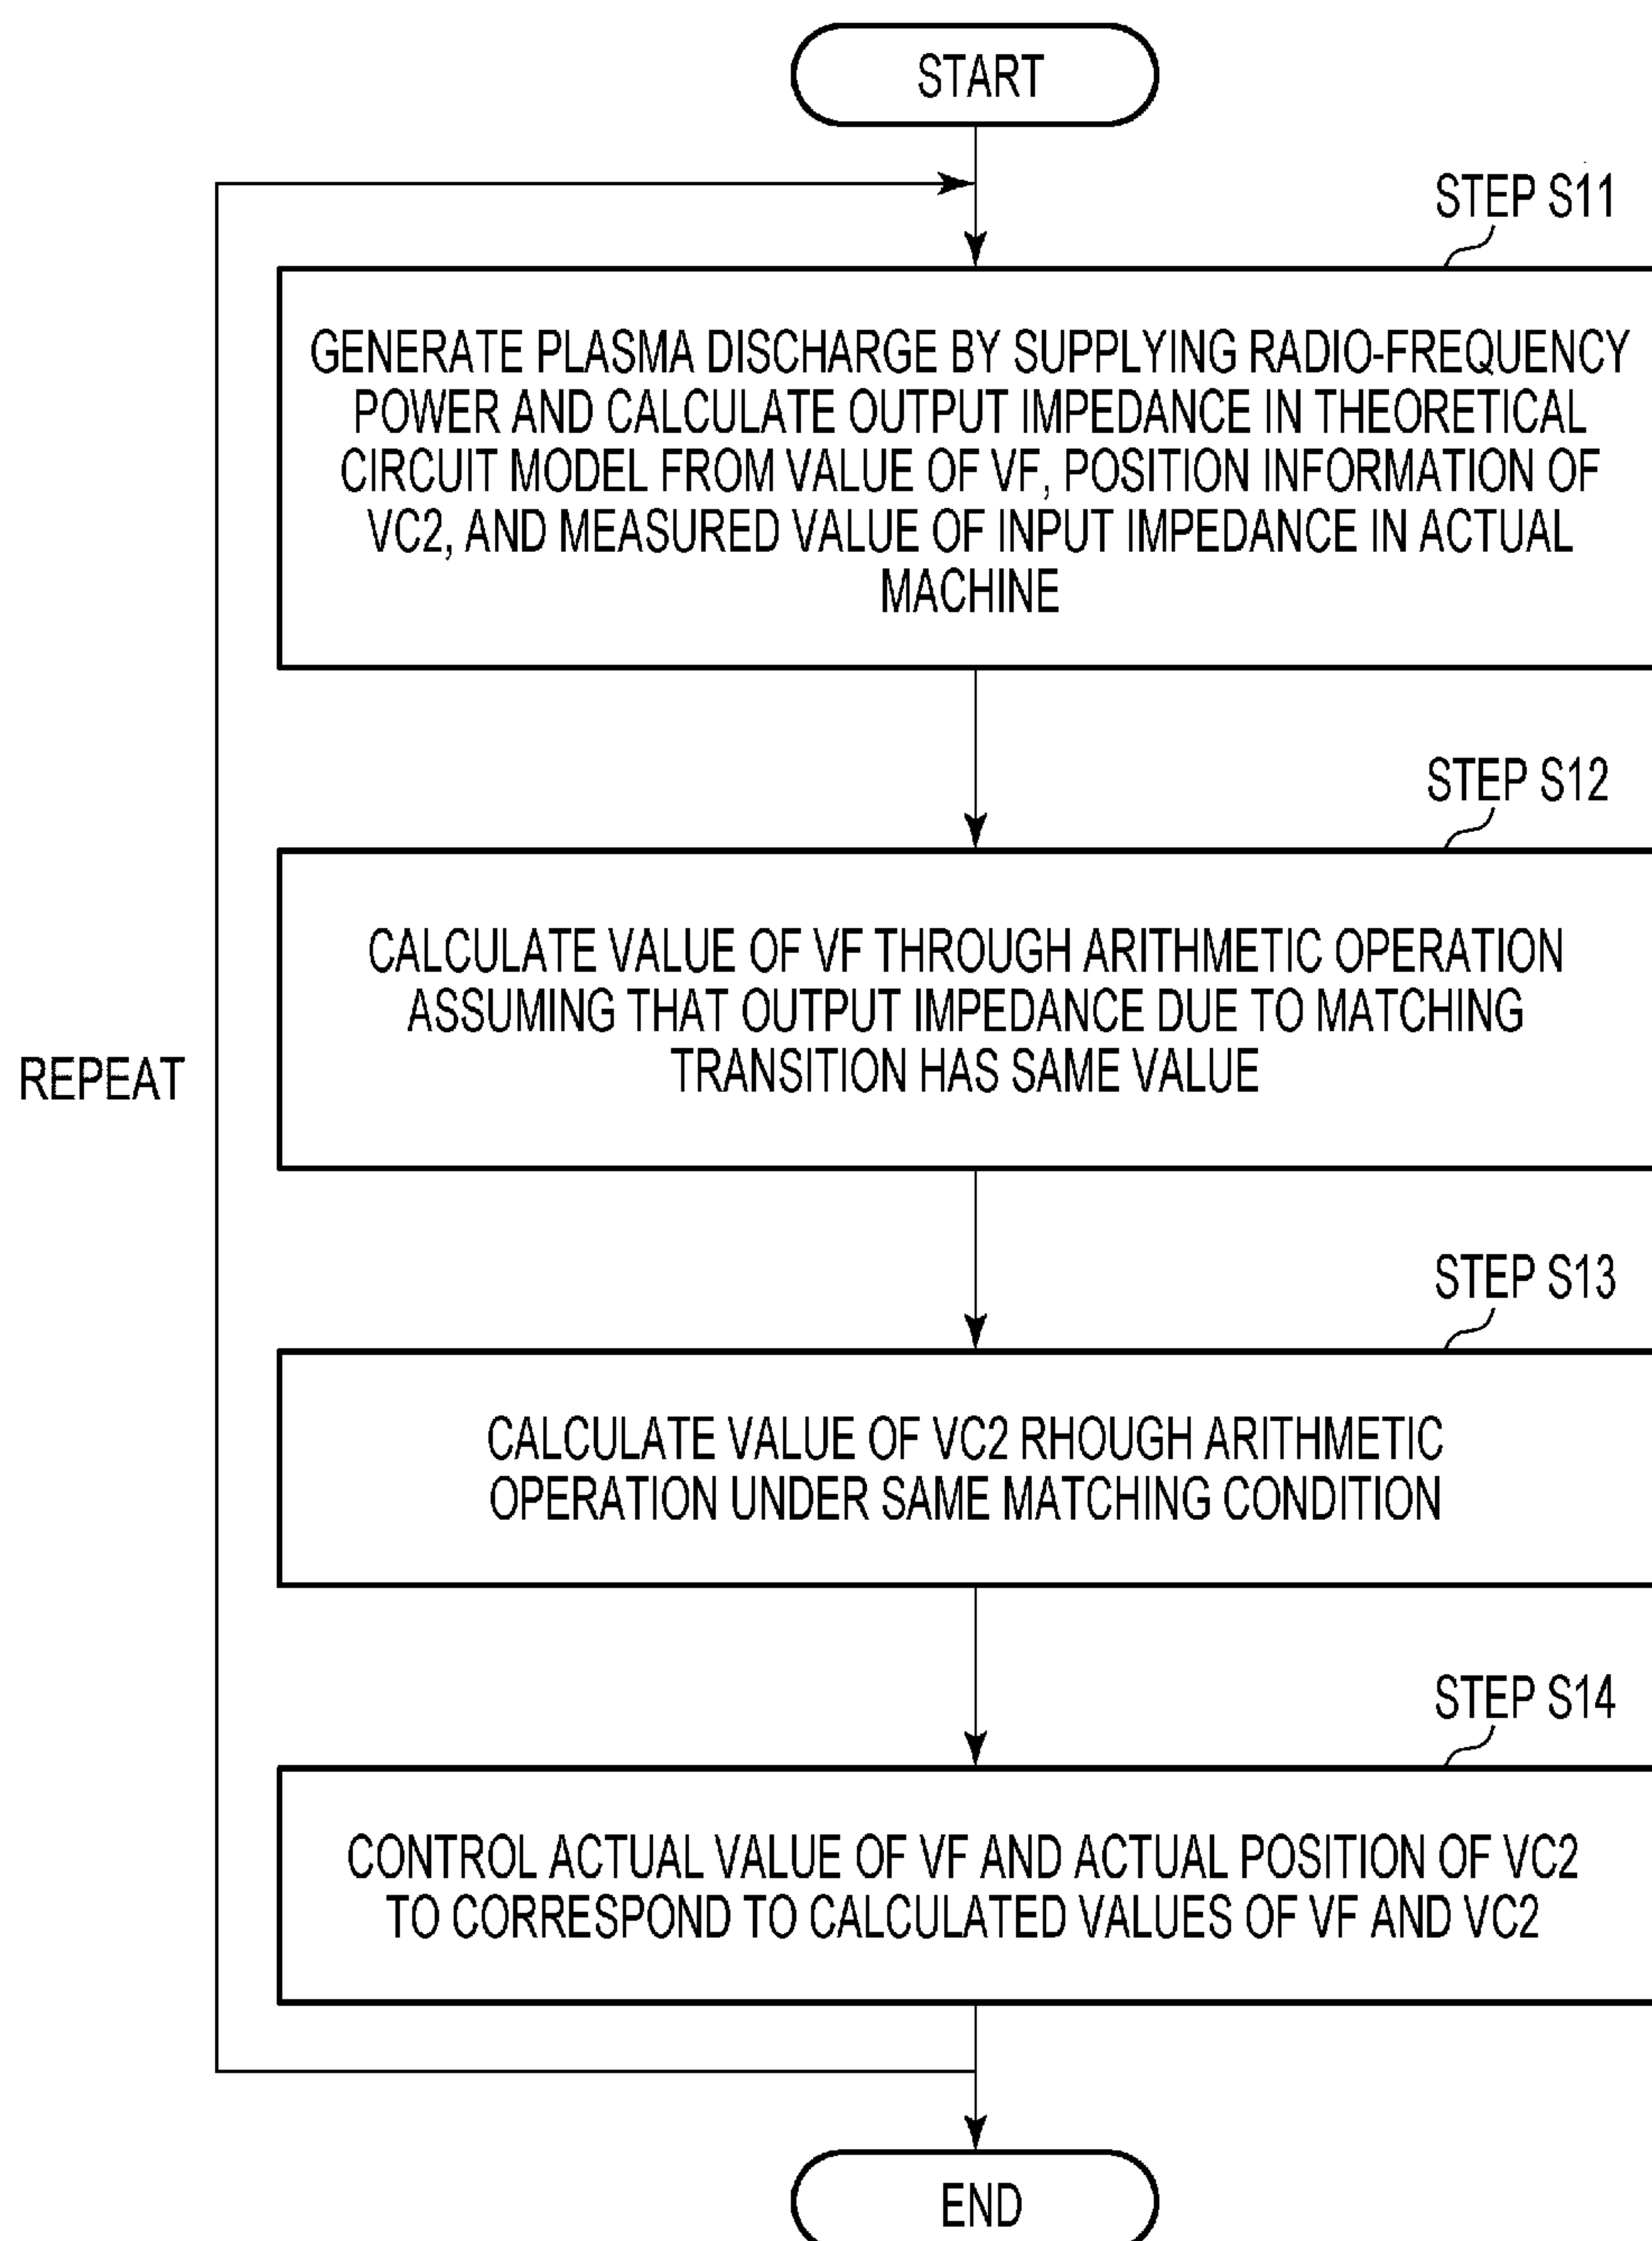 START
STEP S11
GENERATE PLASMA DISCHARGE BY SUPPLYING RADIO-FREQUENCY
POWER AND CALCULATE OUTPUT IMPEDANCE IN THEORETICAL
CIRCUIT MODEL FROM VALUE OF VF, POSITION INFORMATION OF
VC2, AND MEASURED VALUE OF INPUT IMPEDANCE IN ACTUAL
MACHINE
STEP S12
CALCULATE VALUE OF VF THROUGH ARITHMETIC OPERATION
ASSUMING THAT OUTPUT IMPEDANCE DUE TO MATCHING
TRANSITION HAS SAME VALUE
REPEAT
STEP S13
CALCULATE VALUE OF VC2 RHOUGH ARITHMETIC
OPERATION UNDER SAME MATCHING CONDITION
STEP S14
CONTROL ACTUAL VALUE OF VF AND ACTUAL POSITION OF VC2
TO CORRESPOND TO CALCULATED VALUES OF VF AND VC2
END